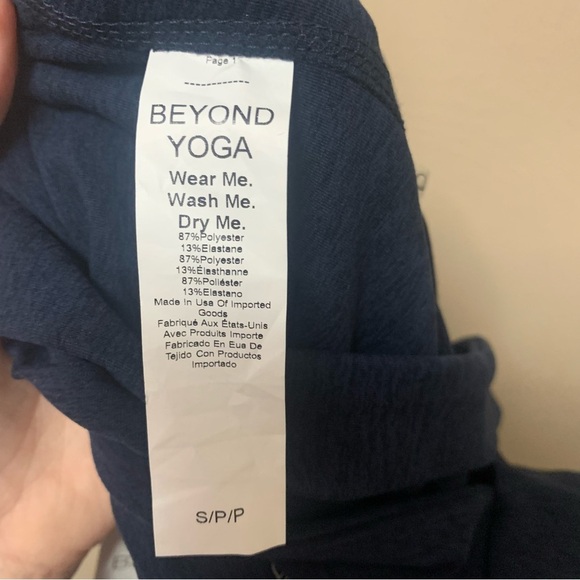 Page 1
------------
BEYOND
YOGA
Wear Me.
Wash Me.
Dry Me.
87%Polyester
13%Elastane
87%Polyester
13%Élasthanne
87%Poliéster
13%Elastano
Made In Usa Of Imported
Goods
Fabriqué Aux États-Unis
Avec Produits Importe
Fabricado En Eua De
Tejido Con Productos
Importado
S/P/P